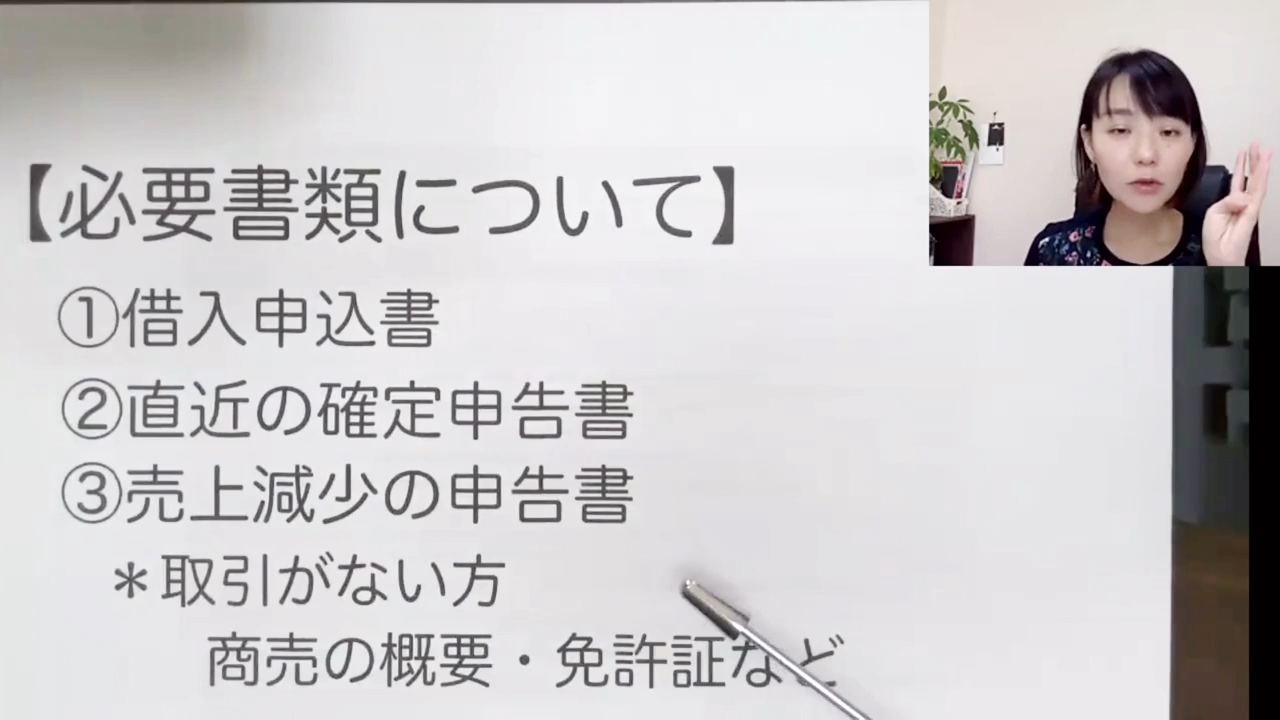 【必要書類について】
①借入申込書
②直近の確定申告書
③売上減少の申告書
＊取引がない方
商売の概要・免許証など